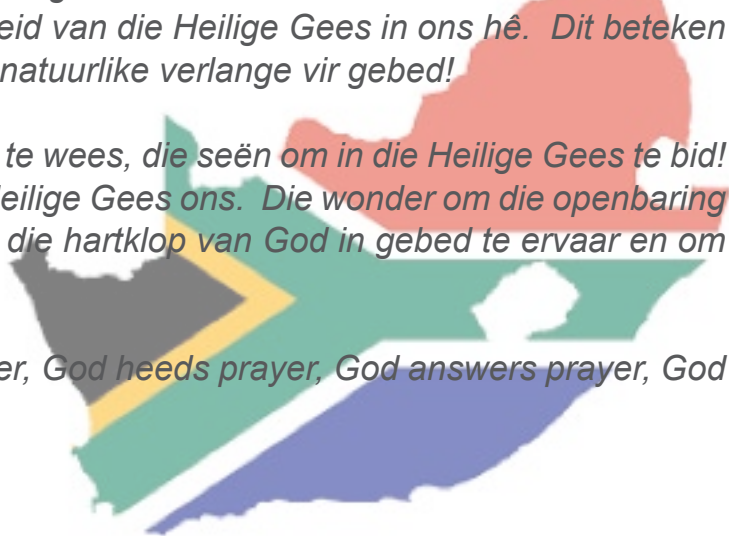 eid van die Heilige Gees in ons hê. Dit beteken
natuurlike verlange vir gebed!
te wees, die seën om in die Heilige Gees te bid!
Heilige Gees ons. Die wonder om die openbaring
die hartklop van God in gebed te ervaar en om
er, God heeds prayer, God answers prayer, God